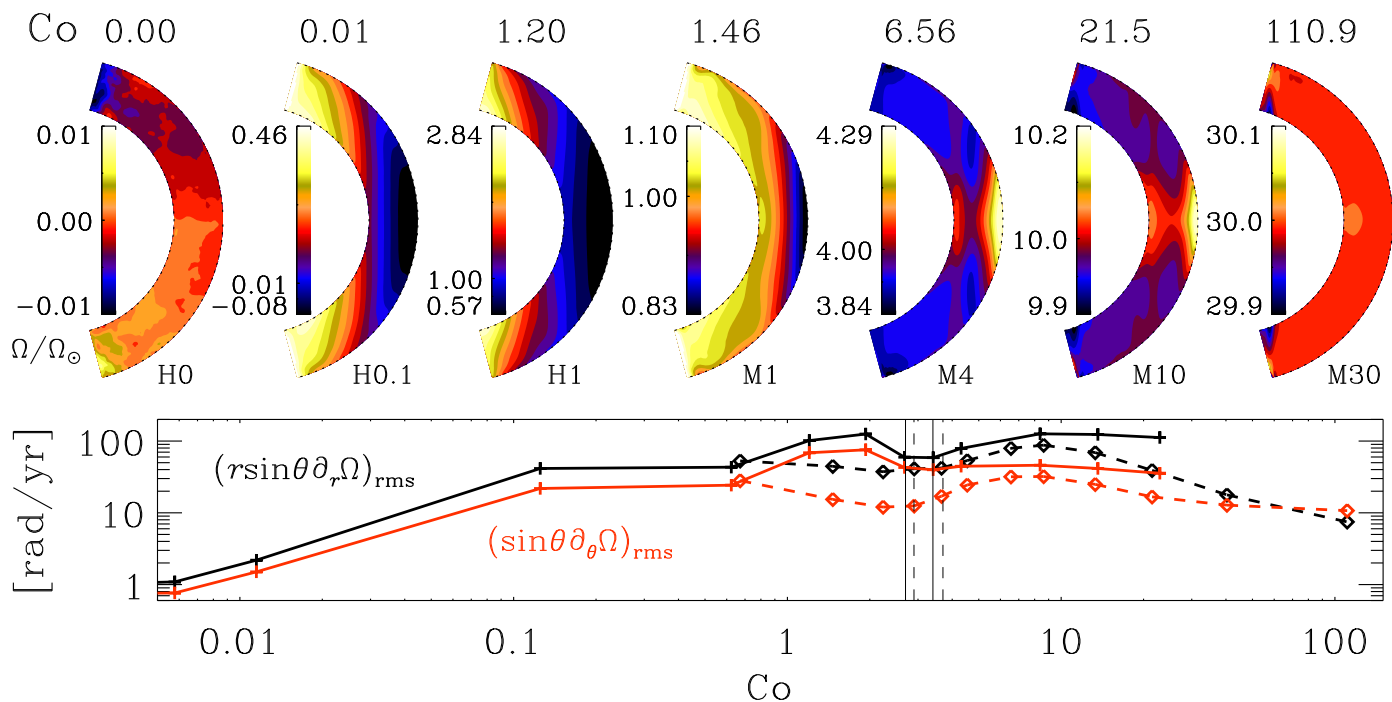 Co 0.00 0.01 1.20 1.46 6.56 21.5 110.9
0.01 0.46 2.84 1.10 4.29 10.2 30.1
0.00 1.00 10.0 30.0
4.00
0.01 1.00
−0.01 −0.08 0.57 0.83 3.84 9.9 29.9
Ω/Ω☉
H0 H0.1 H1 M1 M4 M10 M30
[rad/yr]
100
10
1
(r sinθ∂rΩ)rms
(sinθ∂θΩ)rms
0.01 0.1 1 10 100
Co